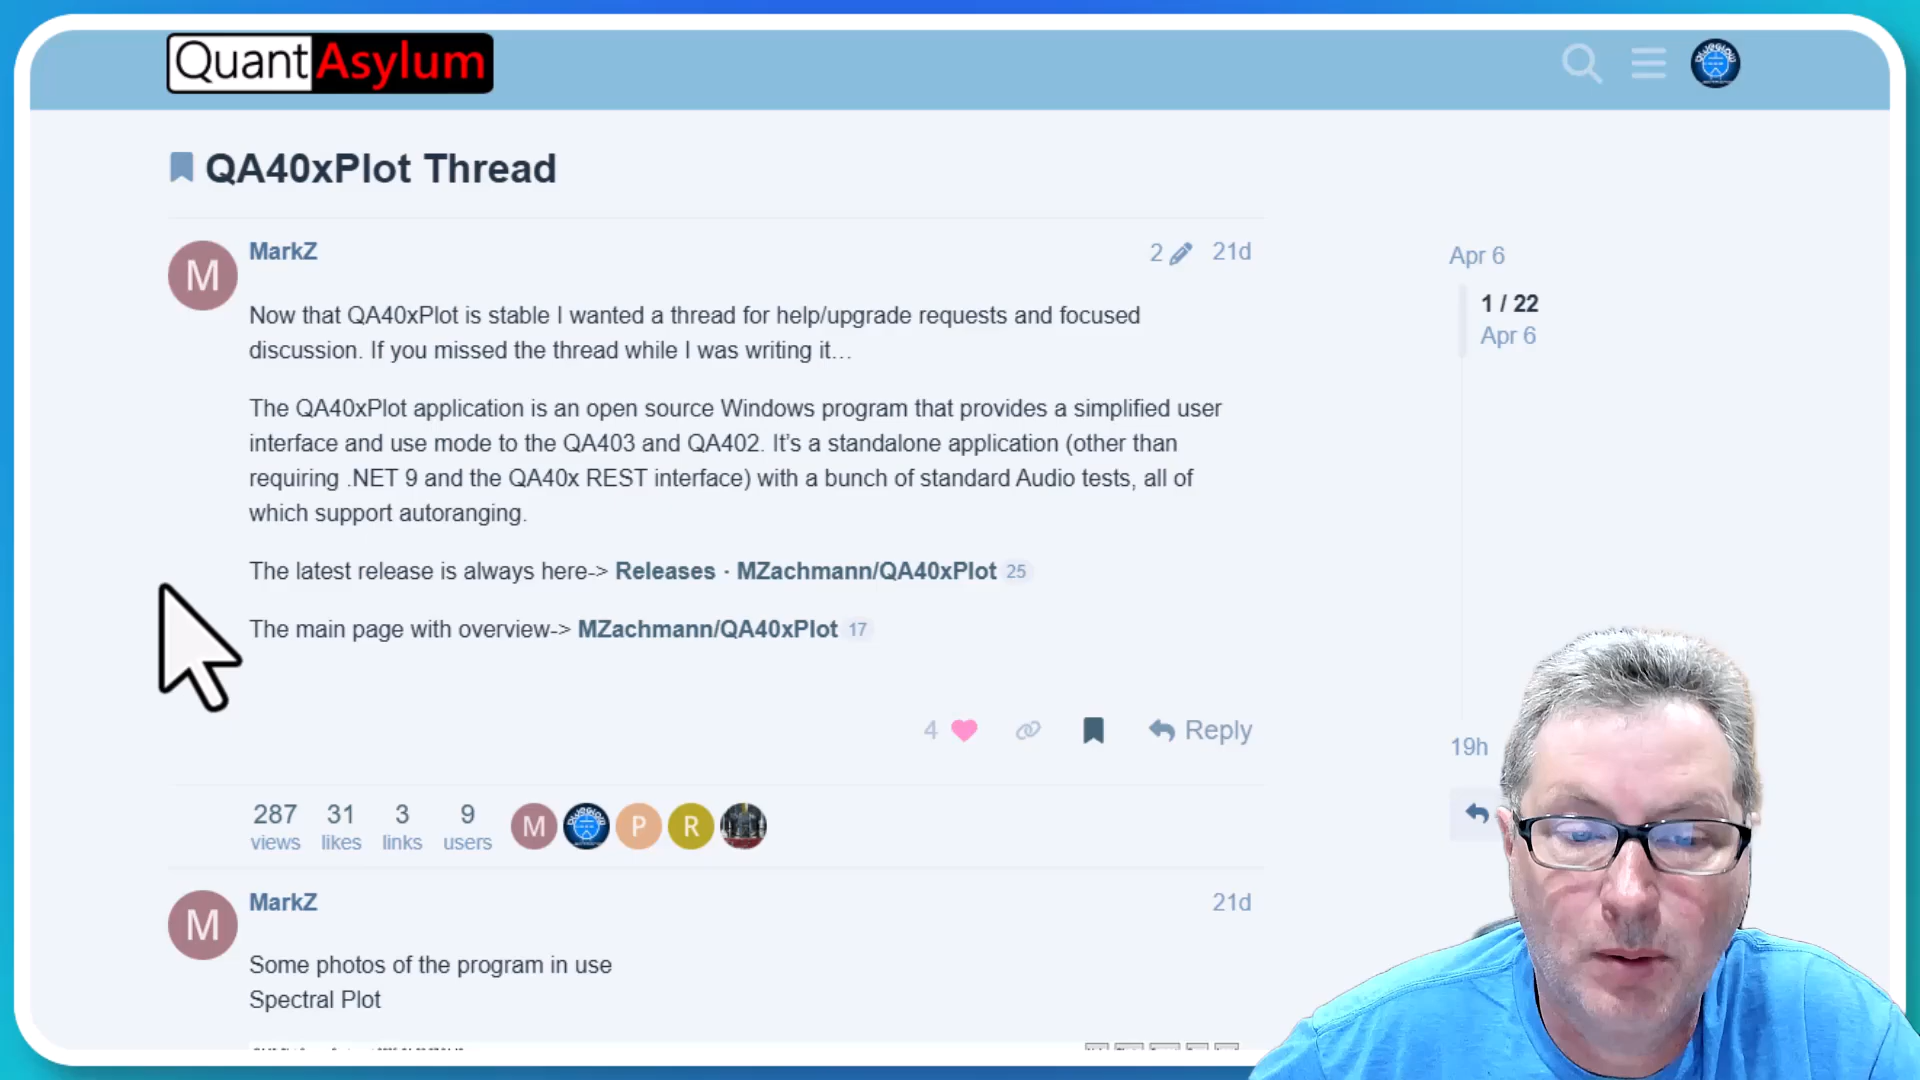 QuantAsylum
QA40xPlot Thread
MarkZ
2 21d
Now that QA40xPlot is stable I wanted a thread for help/upgrade requests and focused
discussion. If you missed the thread while I was writing it…
The QA40xPlot application is an open source Windows program that provides a simplified user
interface and use mode to the QA403 and QA402. It’s a standalone application (other than
requiring .NET 9 and the QA40x REST interface) with a bunch of standard Audio tests, all of
which support autoranging.
The latest release is always here-> Releases · MZachmann/QA40xPlot 25
The main page with overview-> MZachmann/QA40xPlot 17
4 Reply
287 31 3 9
views likes links users
M P R
M
MarkZ
21d
Some photos of the program in use
Spectral Plot
M
Apr 6
1 / 22
Apr 6
19h